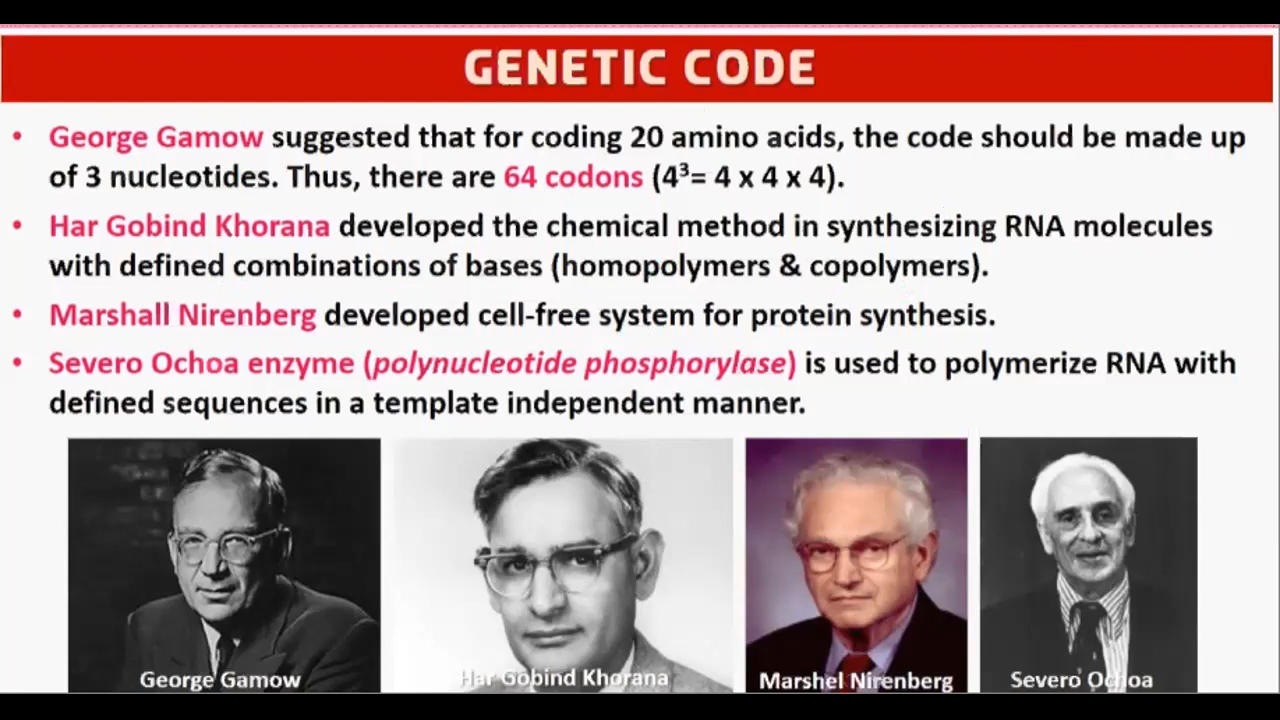 GENETIC CODE
• George Gamow suggested that for coding 20 amino acids, the code should be made up
of 3 nucleotides. Thus, there are 64 codons (4³= 4 x 4 x 4).
• Har Gobind Khorana developed the chemical method in synthesizing RNA molecules
with defined combinations of bases (homopolymers & copolymers).
• Marshall Nirenberg developed cell-free system for protein synthesis.
• Severo Ochoa enzyme (polynucleotide phosphorylase) is used to polymerize RNA with
defined sequences in a template independent manner.
George Gamow
Har Gobind Khorana
Marshel Nirenberg
Severo Ochoa